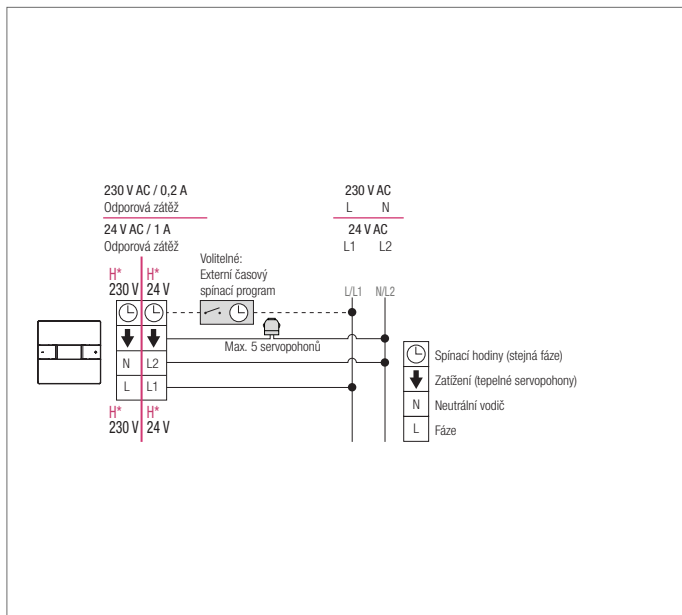 230 V AC / 0,2 A
Odporová zátěž
24 V AC / 1 A
Odporová zátěž
230 V AC
L N
24 V AC
L1 L2
Volitelné:
Externí časový
spínací program
H* H*
230 V 24 V
L/L1 N/L2
Max. 5 servopohonů
N L2
L L1
H* H*
230 V 24 V
Spínací hodiny (stejná fáze)
Zatížení (tepelné servopohony)
N Neutrální vodič
L Fáze